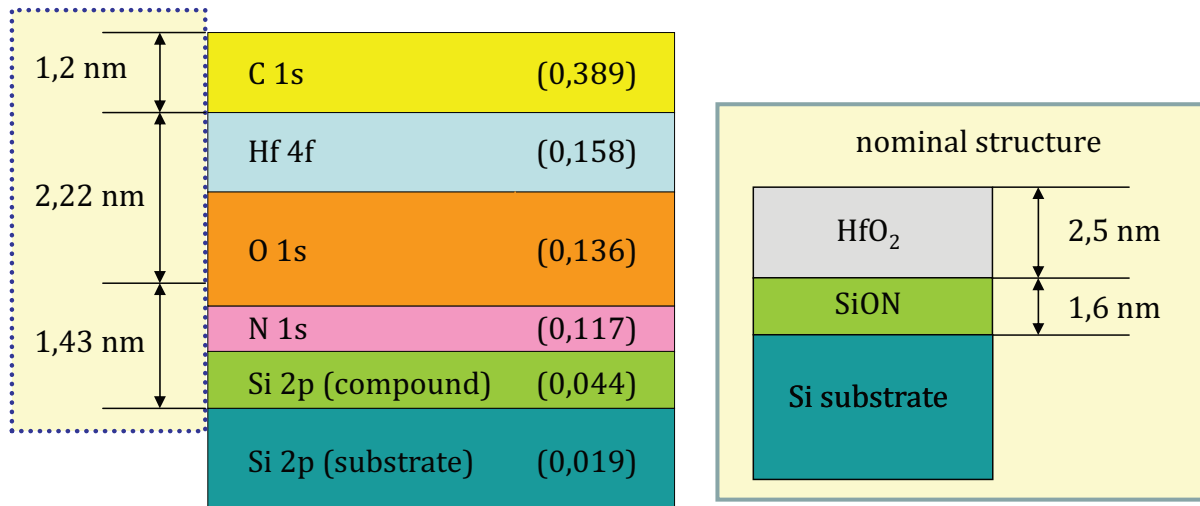 1,2 nm
C 1s (0,389)
Hf 4f (0,158)
2,22 nm
O 1s (0,136)
1,43 nm
N 1s (0,117)
Si 2p (compound) (0,044)
Si 2p (substrate) (0,019)
nominal structure
HfO₂
2,5 nm
SiON
1,6 nm
Si substrate